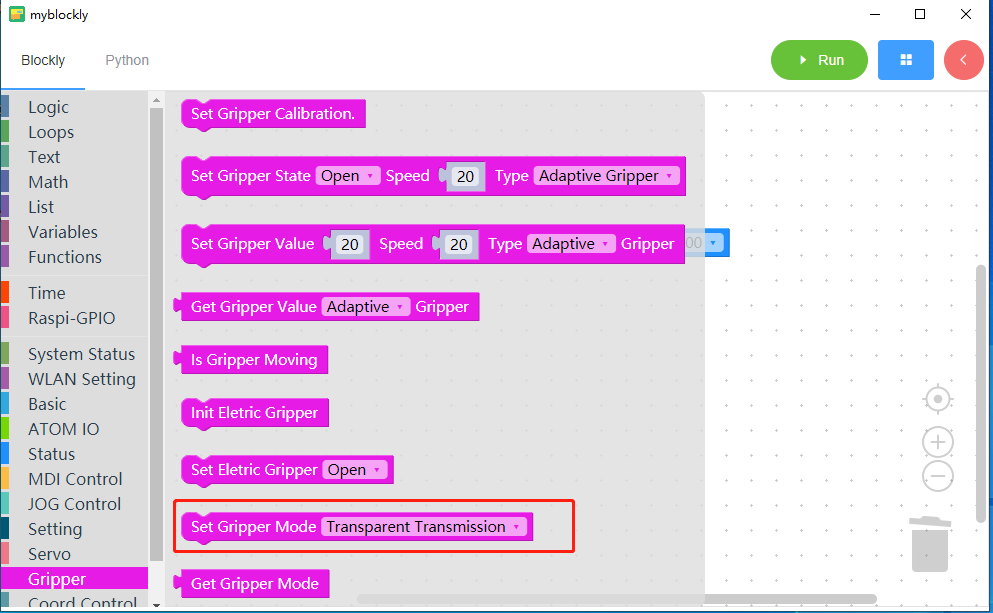 myblockly
Blockly Python Run
Logic
Loops
Text
Math
List
Variables
Functions
Time
Raspi-GPIO
System Status
WLAN Setting
Basic
ATOM IO
Status
MDI Control
JOG Control
Setting
Servo
Gripper
Coord Control
Set Gripper Calibration.
Set Gripper State Open Speed 20 Type Adaptive Gripper
Set Gripper Value 20 Speed 20 Type Adaptive Gripper
00
Get Gripper Value Adaptive Gripper
Is Gripper Moving
Init Eletric Gripper
Set Eletric Gripper Open
Set Gripper Mode Transparent Transmission
Get Gripper Mode